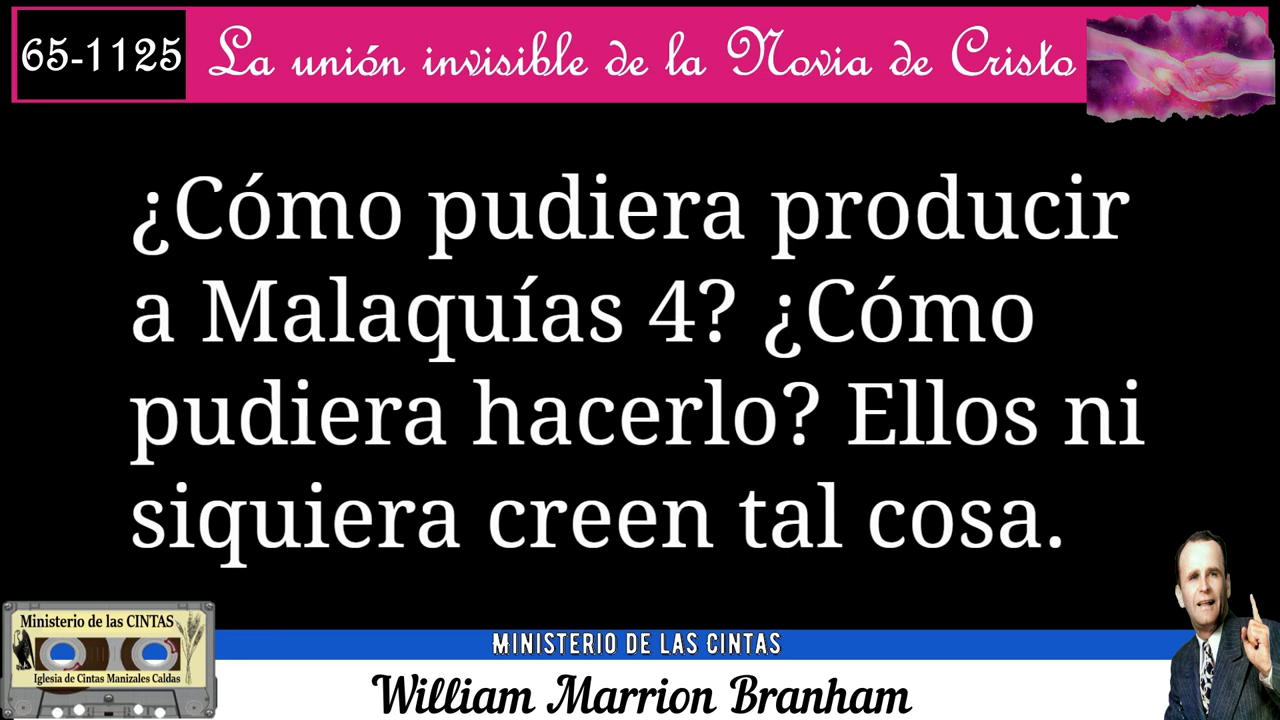 65-1125 La unión invisible de la Novia de Cristo
¿Cómo pudiera producir
a Malaquías 4? ¿Cómo
pudiera hacerlo? Ellos ni
siquiera creen tal cosa.
Ministerio de las CINTAS
Iglesia de Cintas Manizales Caldas
MINISTERIO DE LAS CINTAS
William Marrion Branham